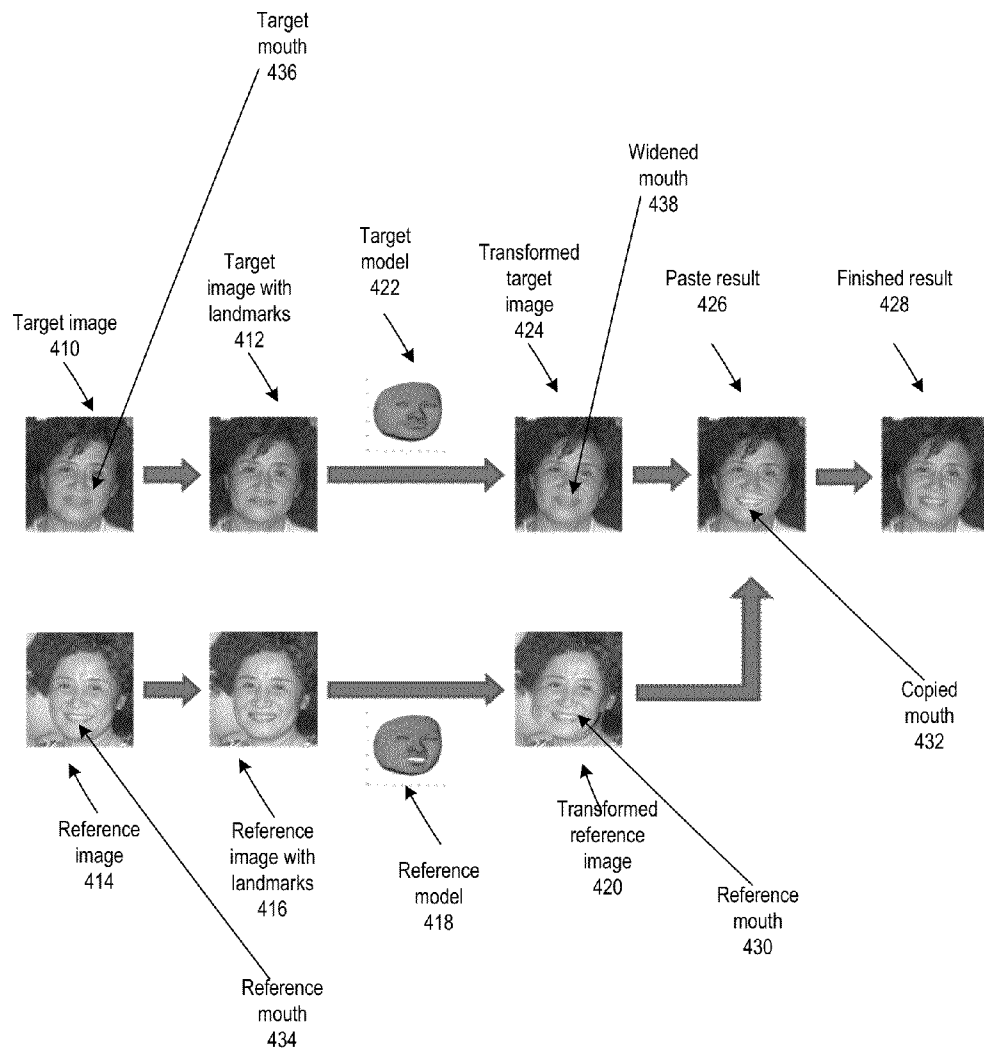 Target
mouth
436
Widened
mouth
438
Target
model
422
Target
image with
landmarks
412
Transformed
target
image
424
Paste result
426
Finished result
428
Target image
410
Copied
mouth
432
Reference
image
414
Reference
image with
landmarks
416
Reference
model
418
Transformed
reference
image
420
Reference
mouth
430
Reference
mouth
434